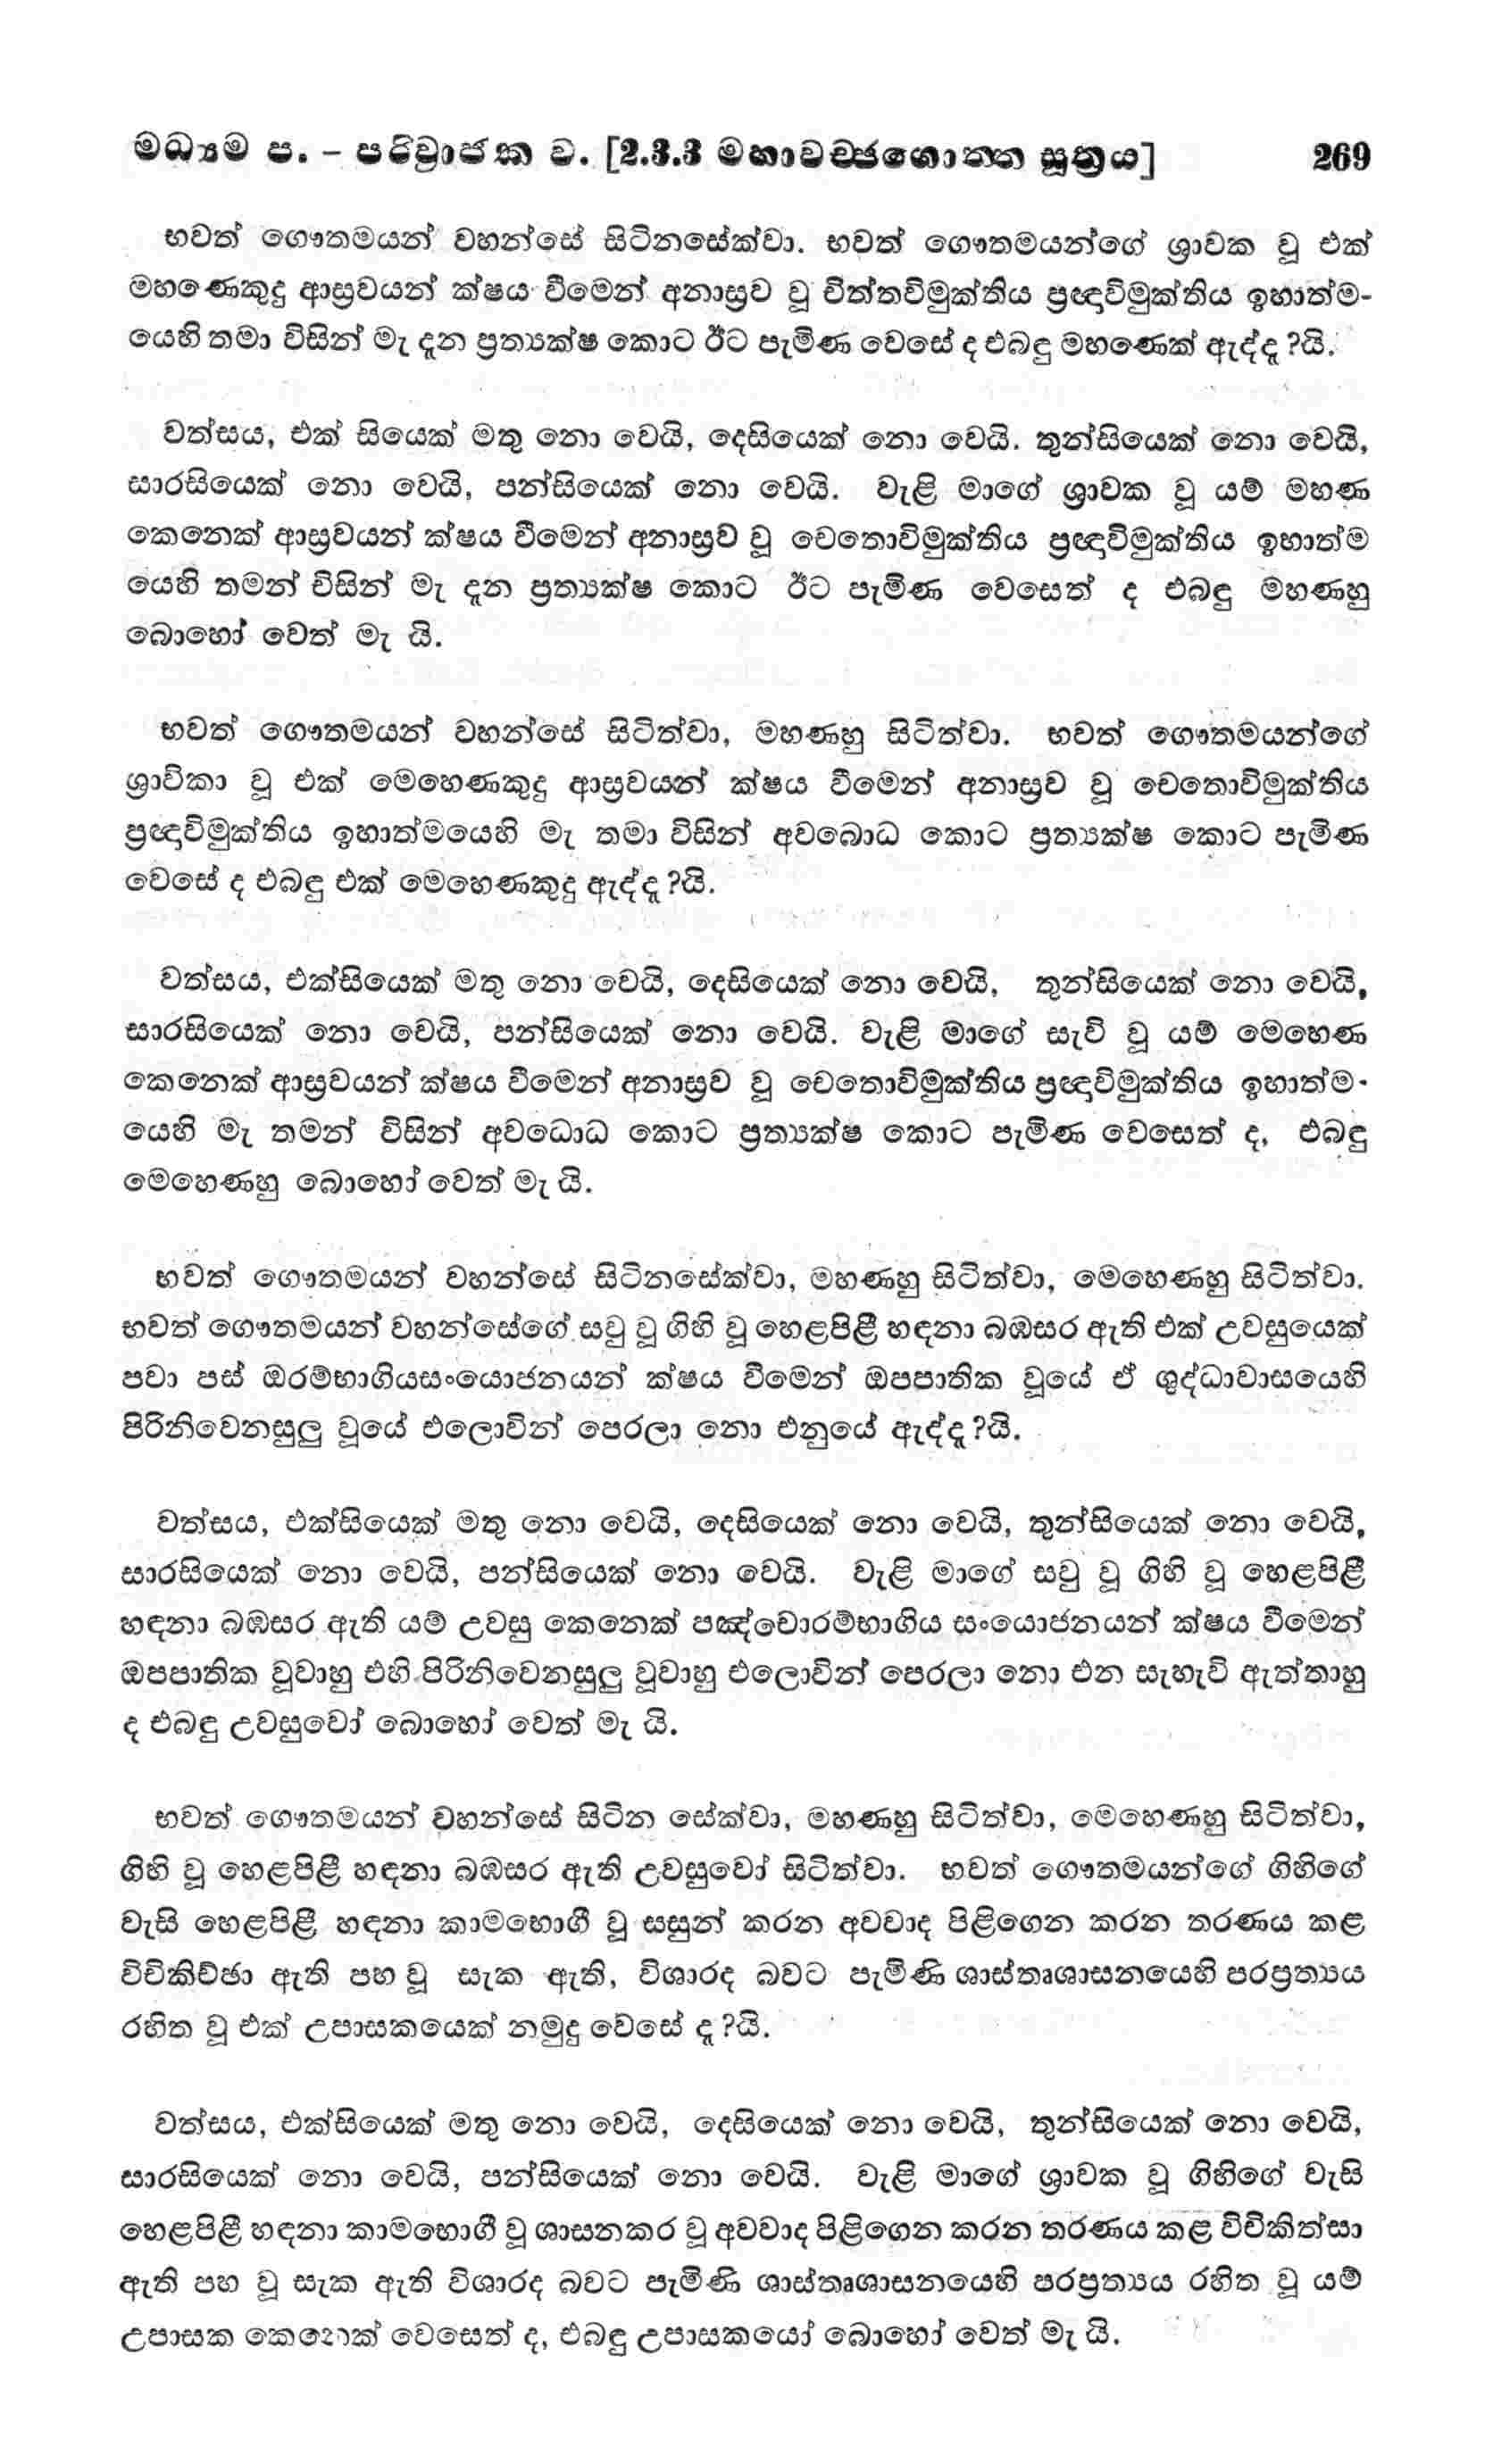 මධ්‍යම ප. – පරිව්‍රාජක ව. [2.3.3 මහාවච්ඡගොත්ත සූත්‍රය] 269
භවත් ගෞතමයන් වහන්සේ සිටිනසේක්වා. භවත් ගෞතමයන්ගේ ශ්‍රාවක වූ එක්
මහණෙකුදු ආස්‍රවයන් ක්ෂය වීමෙන් අනාස්‍රව වූ චිත්තවිමුක්තිය ප්‍රඥාවිමුක්තිය ඉහාත්ම-
යෙහි තමා විසින් මැ දැන ප්‍රත්‍යක්ෂ කොට ඊට පැමිණ වෙසේ ද එබඳු මහණෙක් ඇද්දැ?යි.
වත්සය, එක් සියෙක් මතු නො වෙයි, දෙසියෙක් නො වෙයි. තුන්සියෙක් නො වෙයි,
සාරසියෙක් නො වෙයි, පන්සියෙක් නො වෙයි. වැළි මාගේ ශ්‍රාවක වූ යම් මහණ
කෙනෙක් ආස්‍රවයන් ක්ෂය වීමෙන් අනාස්‍රව වූ චෙතොවිමුක්තිය ප්‍රඥාවිමුක්තිය ඉහාත්ම
යෙහි තමන් විසින් මැ දැන ප්‍රත්‍යක්ෂ කොට ඊට පැමිණ වෙසෙත් ද එබඳු මහණහු
බොහෝ වෙත් මැ යි.
භවත් ගෞතමයන් වහන්සේ සිටිත්වා, මහණහු සිටිත්වා. භවත් ගෞතමයන්ගේ
ශ්‍රාවිකා වූ එක් මෙහෙණකුදු ආස්‍රවයන් ක්ෂය වීමෙන් අනාස්‍රව වූ චෙතොවිමුක්තිය
ප්‍රඥාවිමුක්තිය ඉහාත්මයෙහි මැ තමා විසින් අවබොධ කොට ප්‍රත්‍යක්ෂ කොට පැමිණ
වෙසේ ද එබඳු එක් මෙහෙණකුදු ඇද්දැ?යි.
වත්සය, එක්සියෙක් මතු නො වෙයි, දෙසියෙක් නො වෙයි, තුන්සියෙක් නො වෙයි,
සාරසියෙක් නො වෙයි, පන්සියෙක් නො වෙයි. වැළි මාගේ සැවි වූ යම් මෙහෙණ
කෙනෙක් ආස්‍රවයන් ක්ෂය වීමෙන් අනාස්‍රව වූ චෙතොවිමුක්තිය ප්‍රඥාවිමුක්තිය ඉහාත්ම-
යෙහි මැ තමන් විසින් අවබොධ කොට ප්‍රත්‍යක්ෂ කොට පැමිණ වෙසෙත් ද, එබඳු
මෙහෙණහු බොහෝ වෙත් මැ යි.
භවත් ගෞතමයන් වහන්සේ සිටිනසේක්වා, මහණහු සිටිත්වා, මෙහෙණහු සිටිත්වා.
භවත් ගෞතමයන් වහන්සේගේ සව්‍ වූ ගිහි වූ හෙළපිළී හඳනා බඹසර ඇති එක් උවසුයෙක්
පවා පස් ඔරම්භාගියසංයොජනයන් ක්ෂය වීමෙන් ඔපපාතික වූයේ ඒ ශුද්ධාවාසයෙහි
පිරිනිවෙනසුලු වූයේ එලොවින් පෙරලා නො එනුයේ ඇද්දැ?යි.
වත්සය, එක්සියෙක් මතු නො වෙයි, දෙසියෙක් නො වෙයි, තුන්සියෙක් නො වෙයි,
සාරසියෙක් නො වෙයි, පන්සියෙක් නො වෙයි. වැළි මාගේ සවු වූ ගිහි වූ හෙළපිළී
හඳනා බඹසර ඇති යම් උවසු කෙනෙක් පඤ්චොරම්භාගිය සංයොජනයන් ක්ෂය වීමෙන්
ඔපපාතික වූවාහු එහි පිරිනිවෙනසුලු වූවාහු එලොවින් පෙරලා නො එන සැහැවි ඇත්තාහු
ද එබඳු උවසුවෝ බොහෝ වෙත් මැ යි.
භවත් ගෞතමයන් වහන්සේ සිටින සේක්වා, මහණහු සිටිත්වා, මෙහෙණහු සිටිත්වා,
ගිහි වූ හෙළපිළී හඳනා බඹසර ඇති උවසුවෝ සිටිත්වා. භවත් ගෞතමයන්ගේ ගිහිගේ
වැසි හෙළපිළී හඳනා කාමභොගී වූ සසුන් කරන අවවාද පිළිගෙන කරන තරණය කළ
විචිකිච්ඡා ඇති පහ වූ සැක ඇති, විශාරද බවට පැමිණි ශාස්තෘශාසනයෙහි පරප්‍රත්‍යය
රහිත වූ එක් උපාසකයෙක් නමුදු වෙසේ දැ?යි.
වත්සය, එක්සියෙක් මතු නො වෙයි, දෙසියෙක් නො වෙයි, තුන්සියෙක් නො වෙයි,
සාරසියෙක් නො වෙයි, පන්සියෙක් නො වෙයි. වැළි මාගේ ශ්‍රාවක වූ ගිහිගේ වැසි
හෙළපිළී හඳනා කාමභොගී වූ ශාසනකර වූ අවවාද පිළිගෙන කරන තරණය කළ විචිකිත්සා
ඇති පහ වූ සැක ඇති විශාරද බවට පැමිණි ශාස්තෘශාසනයෙහි පරප්‍රත්‍යය රහිත වූ යම්
උපාසක කෙනෙක් වෙසෙත් ද, එබඳු උපාසකයෝ බොහෝ වෙත් මැ යි.